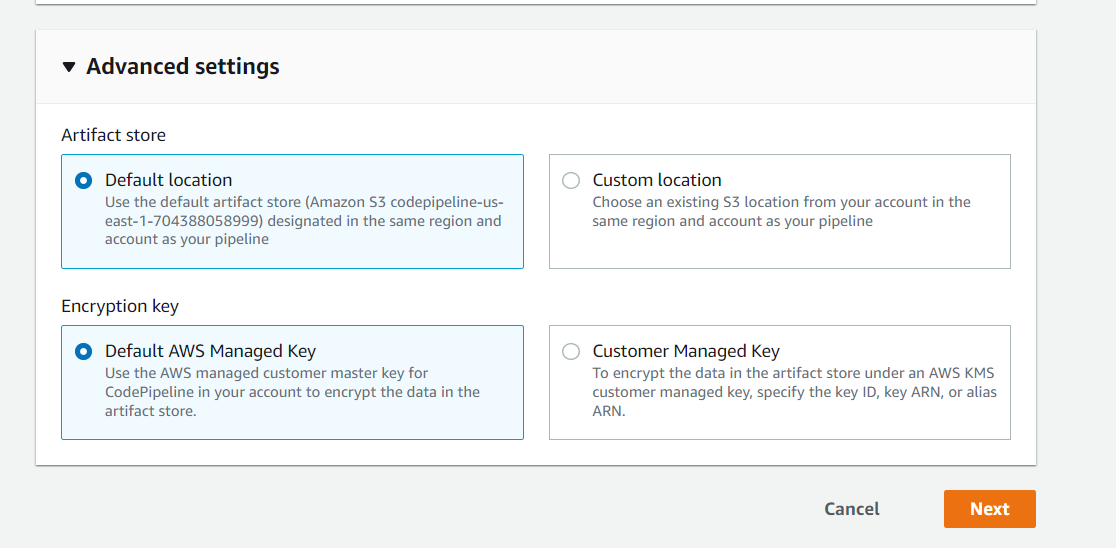 Advanced settings
Artifact store
Default location
Use the default artifact store (Amazon S3 codepipeline-us-
east-1-704388058999) designated in the same region and
account as your pipeline
Custom location
Choose an existing S3 location from your account in the
same region and account as your pipeline
Encryption key
Default AWS Managed Key
Use the AWS managed customer master key for
CodePipeline in your account to encrypt the data in the
artifact store.
Customer Managed Key
To encrypt the data in the artifact store under an AWS KMS
customer managed key, specify the key ID, key ARN, or alias
ARN.
Cancel
Next